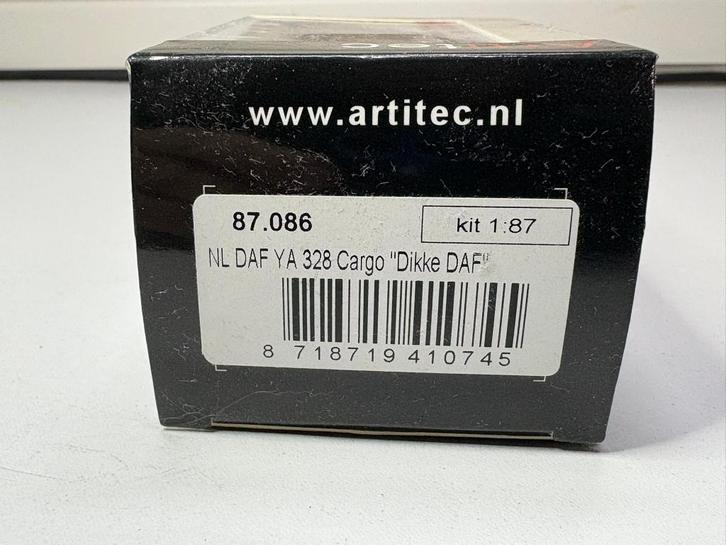 www.artitec.nl
87.086
kit 1:87
NL DAF YA 328 Cargo "Dikke DAF"
8 718719 410745